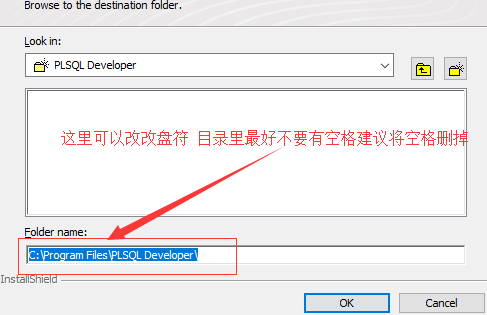 Browse to the destination folder.
Look in:
PLSQL Developer
这里可以改改盘符 目录里最好不要有空格建议将空格删掉
Folder name:
C:\Program Files\PLSQL Developer\
InstallShield
OK
Cancel